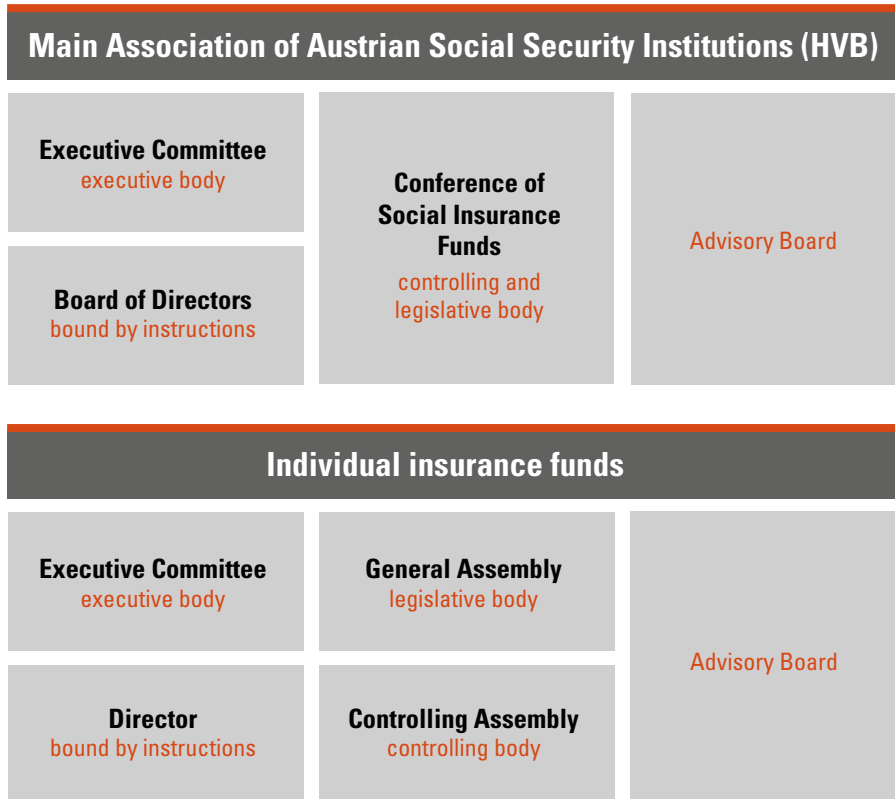 Main Association of Austrian Social Security Institutions (HVB)
Executive Committee
executive body
Board of Directors
bound by instructions
Conference of
Social Insurance
Funds
controlling and
legislative body
Advisory Board
Individual insurance funds
Executive Committee
executive body
General Assembly
legislative body
Director
bound by instructions
Controlling Assembly
controlling body
Advisory Board